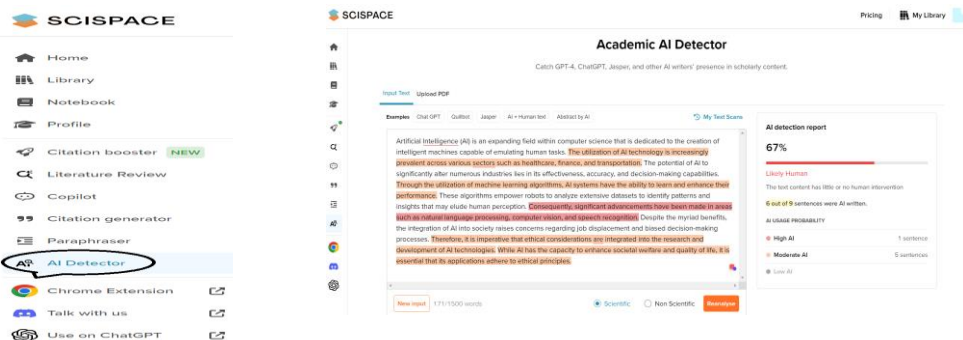 SCISPACE
Home
Library
Notebook
Profile
Citation booster NEW
Literature Review
Copilot
Citation generator
Paraphraser
AI Detector
Chrome Extension
Talk with us
Use on ChatGPT
SCISPACE
Pricing
My Library
Academic AI Detector
Catch GPT-4, ChatGPT, Jasper, and other AI writers' presence in scholarly content.
Input Text Upload PDF
Examples Chat GPT Quillbot Jasper AI + Human text Abstract by AI
My Text Scans
Artificial Intelligence (AI) is an expanding field within computer science that is dedicated to the creation of
intelligent machines capable of emulating human tasks. The utilization of AI technology is increasingly
prevalent across various sectors such as healthcare, finance, and transportation. The potential of AI to
significantly alter numerous industries lies in its effectiveness, accuracy, and decision-making capabilities.
Through the utilization of machine learning algorithms, AI systems have the ability to learn and enhance their
performance. These algorithms empower robots to analyze extensive datasets to identify patterns and
insights that may elude human perception. Consequently, significant advancements have been made in areas
such as natural language processing, computer vision, and speech recognition. Despite the myriad benefits,
the integration of AI into society raises concerns regarding job displacement and biased decision-making
processes. Therefore, it is imperative that ethical considerations are integrated into the research and
development of AI technologies. While AI has the capacity to enhance societal welfare and quality of life, it is
essential that its applications adhere to ethical principles.
New input 171/1500 words
Scientific Non Scientific Reanalyse
AI detection report
67%
Likely Human
The text content has little or no human intervention
6 out of 9 sentences were AI written.
AI USAGE PROBABILITY
High AI 1 sentence
Moderate AI 5 sentences
Low AI